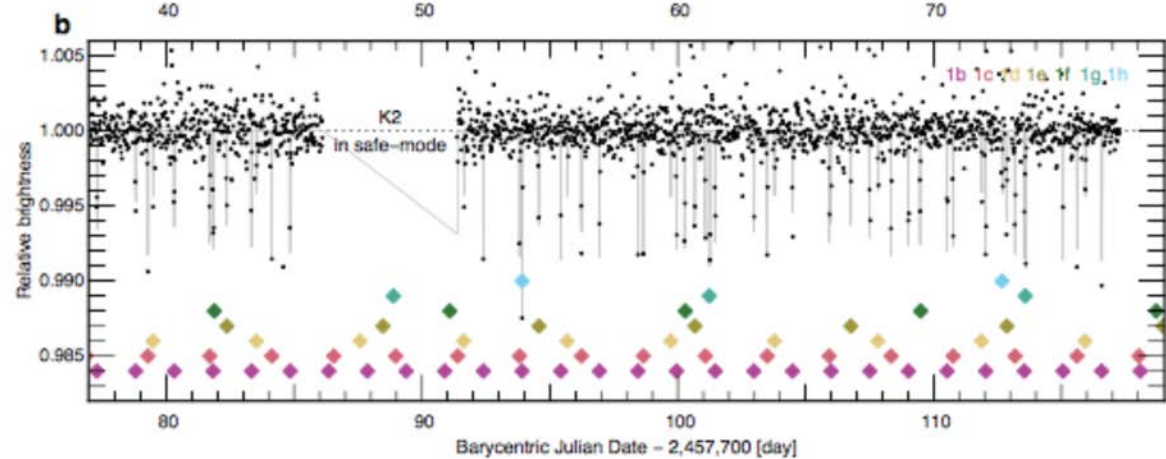 40 50 60 70
b
1.005
1b 1c 1d 1e 1f 1g 1h
K2
1.000
in safe-mode
0.995
Relative brightness
0.990
0.985
80 90 100 110
Barycentric Julian Date - 2,457,700 [day]